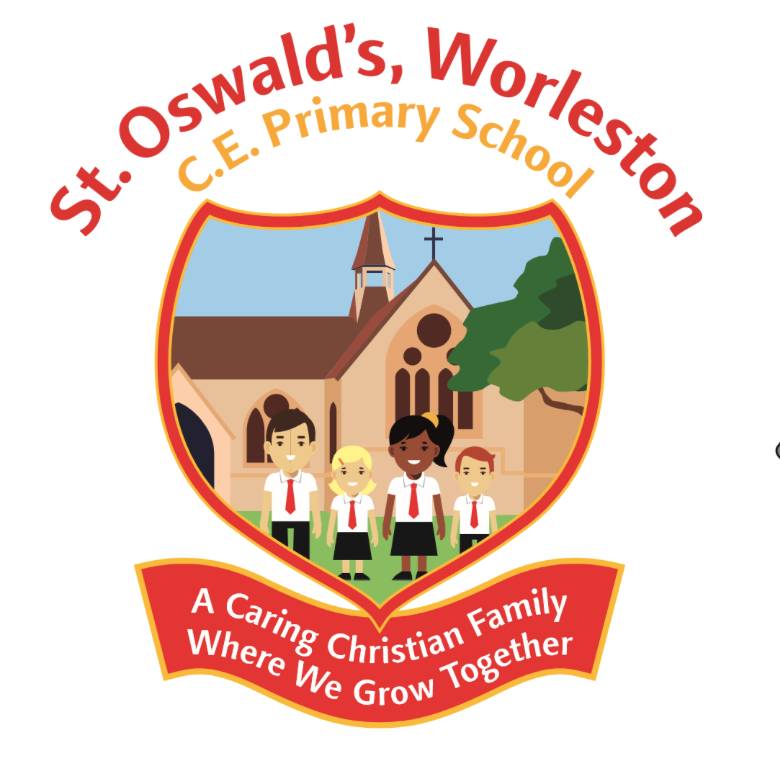 St. Oswald's, Worleston
C.E. Primary School
A Caring Christian Family
Where We Grow Together